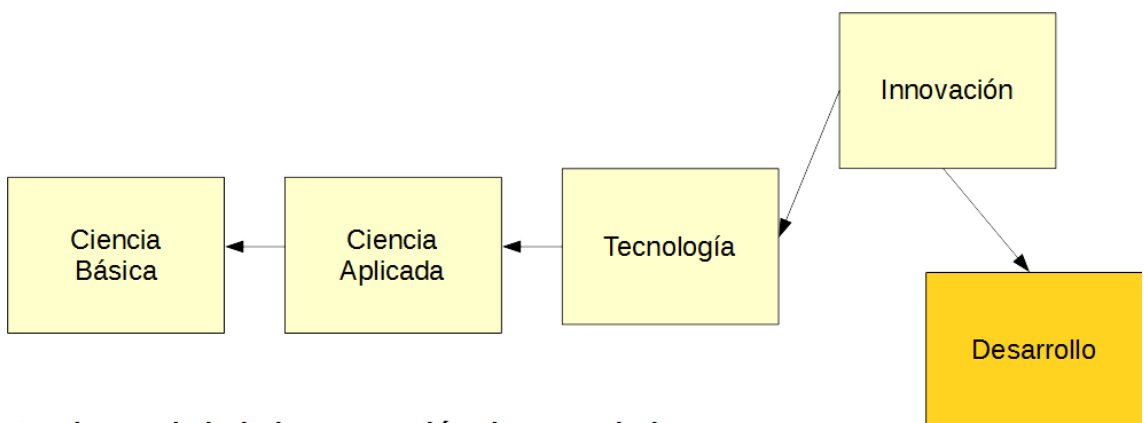 Innovación
Ciencia
Básica
Ciencia
Aplicada
Tecnología
Desarrollo